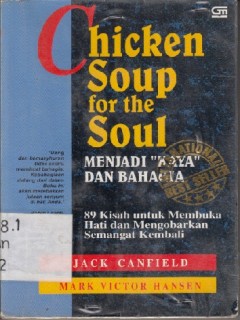 Chicken
Soup
for the
Soul
MENJADI "KAYA"
DAN BAHAGIA
89 Kisah untuk Membuka
Hati dan Mengobarkan
Semangat Kembali
JACK CANFIELD
MARK VICTOR HANSEN
8.1
2